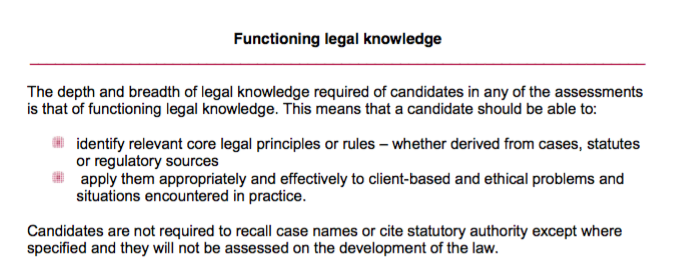 Functioning legal knowledge
The depth and breadth of legal knowledge required of candidates in any of the assessments
is that of functioning legal knowledge. This means that a candidate should be able to:
identify relevant core legal principles or rules – whether derived from cases, statutes
or regulatory sources
apply them appropriately and effectively to client-based and ethical problems and
situations encountered in practice.
Candidates are not required to recall case names or cite statutory authority except where
specified and they will not be assessed on the development of the law.